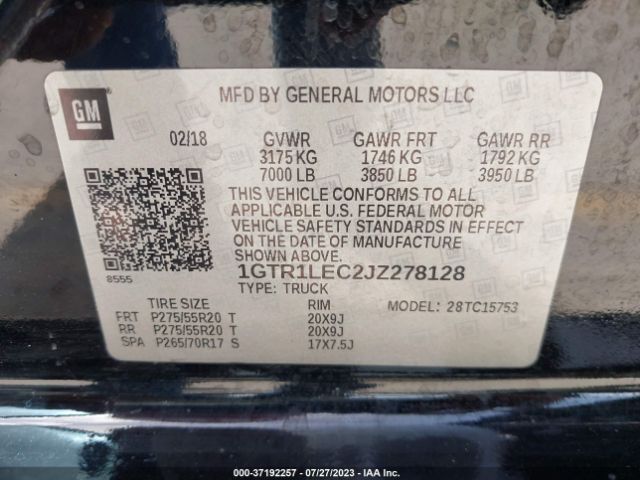 GM
MFD BY GENERAL MOTORS LLC
02/18 GVWR GAWR FRT GAWR RR
3175 KG 1746 KG 1792 KG
7000 LB 3850 LB 3950 LB
THIS VEHICLE CONFORMS TO ALL
APPLICABLE U.S. FEDERAL MOTOR
VEHICLE SAFETY STANDARDS IN EFFECT
ON THE DATE OF MANUFACTURE
SHOWN ABOVE.
8555
1GTR1LEC2JZ278128
TYPE: TRUCK
TIRE SIZE RIM MODEL: 28TC15753
FRT P275/55R20 T 20X9J
RR P275/55R20 T 20X9J
SPA P265/70R17 S 17X7.5J
000-37192257 - 07/27/2023 - IAA Inc.